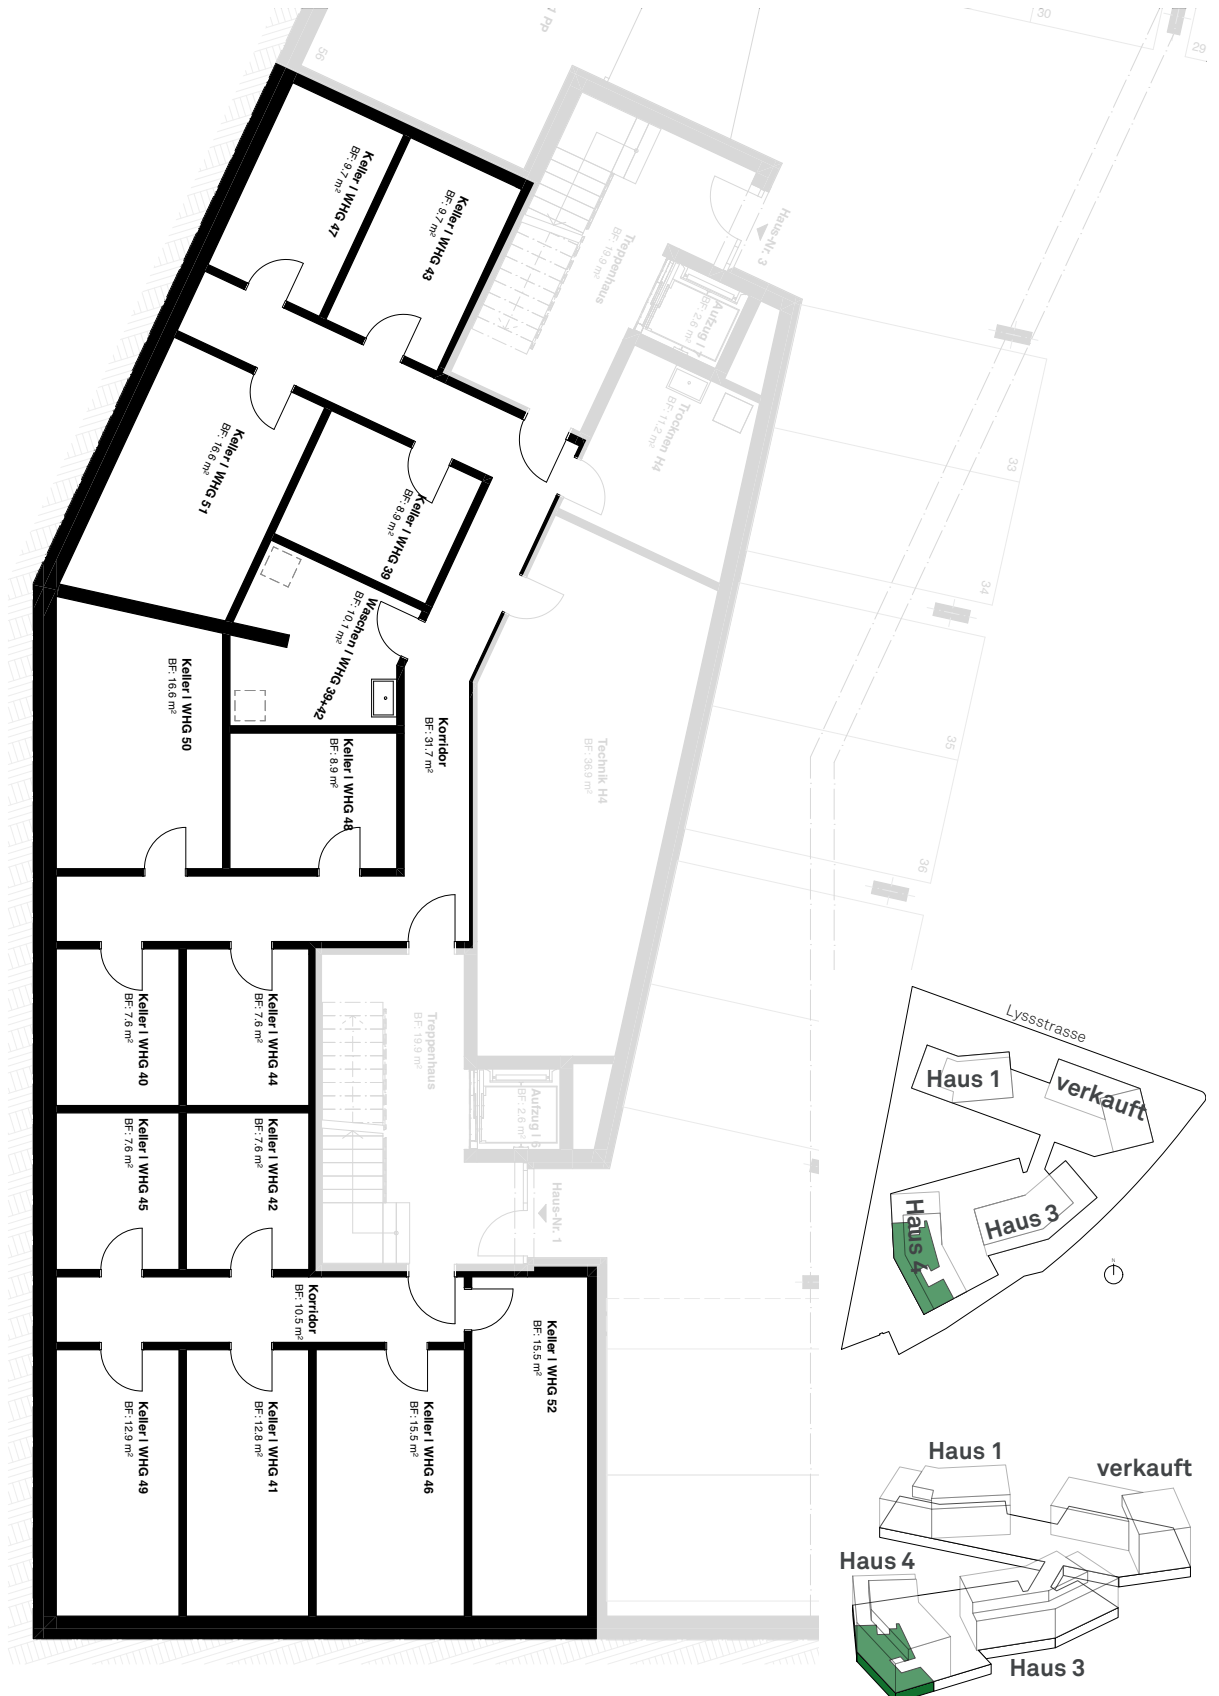 1 PP
30
29
56
Keller I WHG 47
BF: 9.7 m²
Keller I WHG 43
BF: 9.7 m²
Treppenhaus
BF: 19.9 m²
Haus-Nr. 3
Aufzug I 7
BF: 2.6 m²
Trocknen H4
BF: 11.2 m²
Keller I WHG 51
BF: 16.6 m²
Keller I WHG 39
BF: 8.9 m²
33
34
Waschen I WHG 39+42
BF: 10.1 m²
Keller I WHG 50
BF: 16.6 m²
Keller I WHG 48
BF: 8.9 m²
Korridor
BF: 31.7 m²
Technik H4
BF: 36.9 m²
35
36
Keller I WHG 40
BF: 7.6 m²
Keller I WHG 44
BF: 7.6 m²
Treppenhaus
BF: 19.9 m²
Aufzug I 6
BF: 2.6 m²
Keller I WHG 45
BF: 7.6 m²
Keller I WHG 42
BF: 7.6 m²
Haus-Nr. 1
Korridor
BF: 10.5 m²
Keller I WHG 52
BF: 15.5 m²
Keller I WHG 49
BF: 12.9 m²
Keller I WHG 41
BF: 12.8 m²
Keller I WHG 46
BF: 15.5 m²
Lyssstrasse
Haus 1
verkauft
Haus 4
Haus 3
N
Haus 1
verkauft
Haus 4
Haus 3